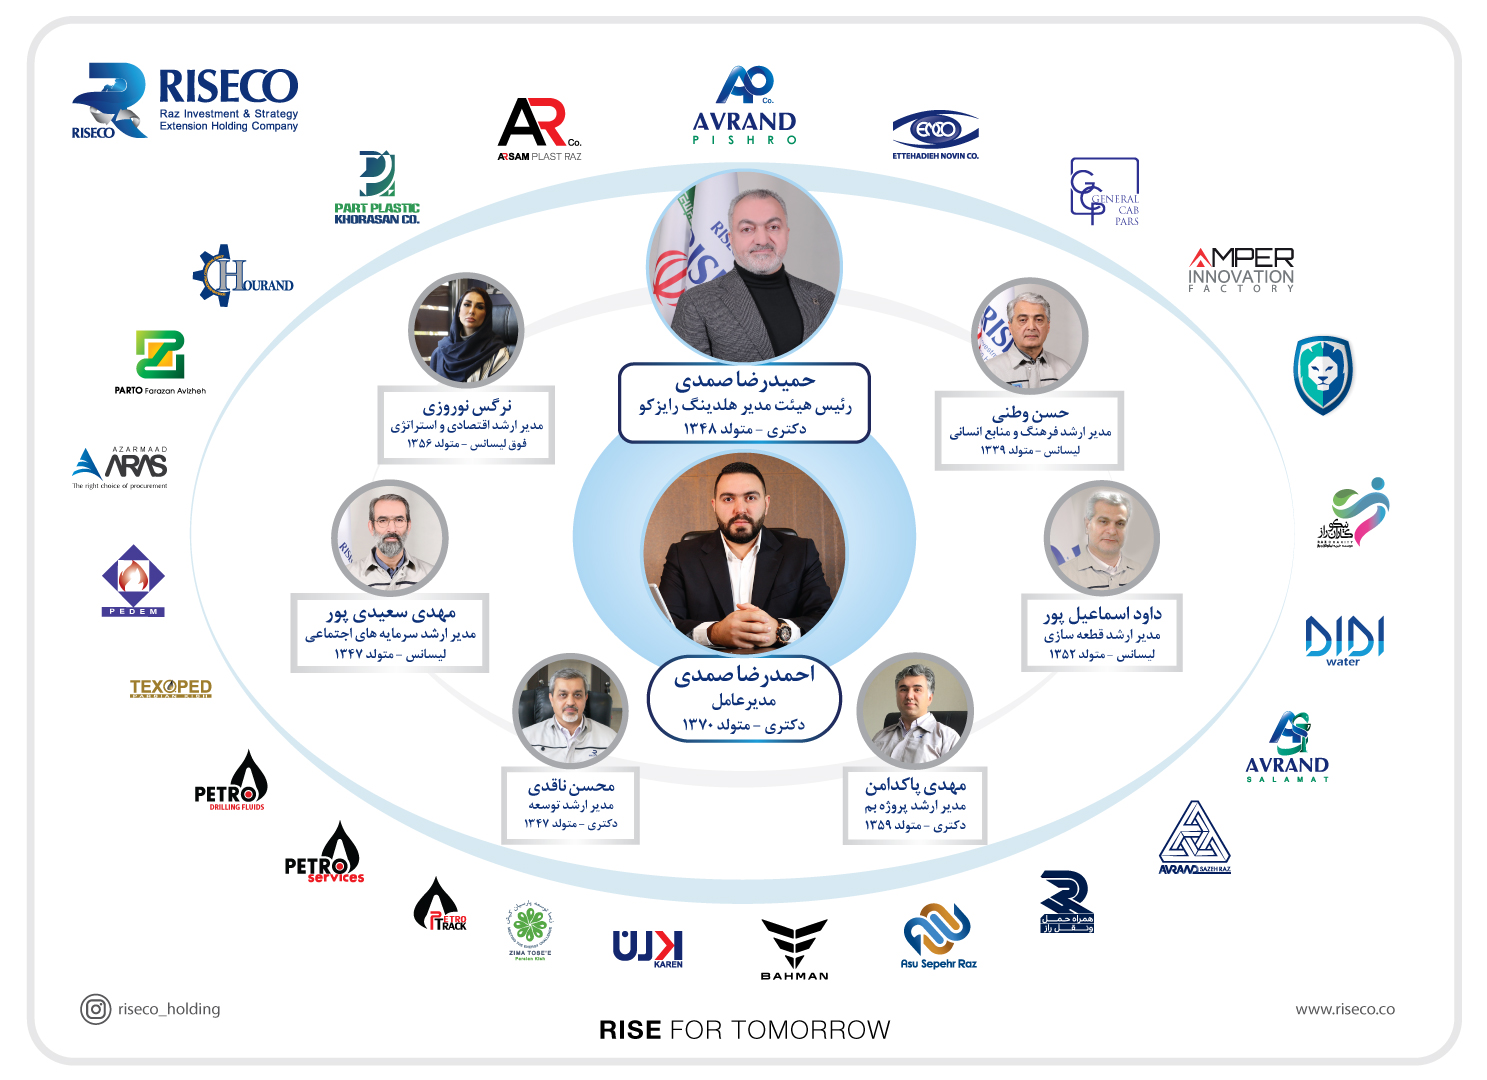 RISECO
Raz Investment & Strategy
Extension Holding Company
RISECO
AR Co.
ARSAM PLAST RAZ
AP Co.
AVRAND
PISHRO
ENCO
ETTEHADIEH NOVIN CO.
GCP
GENERAL
CAB
PARS
PART PLASTIC
KHORASAN CO.
AMPER
INNOVATION
FACTORY
HOURAND
PARTO Farazan Avizheh
AZARMAAD
ARAS
The right choice of procurement
PEDEM
TEXOPED
PETRO
DRILLING FLUIDS
PETRO
services
PETRO
TRACK
ZIMA TOSE'E
Persian Kish
کارن
KAREN
BAHMAN
Asu Sepehr Raz
همراه حمل
و نقل راز
AVRAND SAZEH RAZ
AVRAND
SALAMAT
DIDI
water
نیکو
کاران راز
حمیدرضا صمدی
رئیس هیئت مدیر هلدینگ رایزکو
دکتری - متولد ۱۳۴۸
نرگس نوروزی
مدیر ارشد اقتصادی و استراتژی
فوق لیسانس - متولد ۱۳۵۶
حسن وطنی
مدیر ارشد فرهنگ و منابع انسانی
لیسانس - متولد ۱۳۳۹
مهدی سعیدی پور
مدیر ارشد سرمایه های اجتماعی
لیسانس - متولد ۱۳۴۷
داود اسماعیل پور
مدیر ارشد قطعه سازی
لیسانس - متولد ۱۳۵۲
احمدرضا صمدی
مدیرعامل
دکتری - متولد ۱۳۷۰
محسن ناقدی
مدیر ارشد توسعه
دکتری - متولد ۱۳۴۷
مهدی پاکدامن
مدیر ارشد پروژه بم
دکتری - متولد ۱۳۵۹
riseco_holding
RISE FOR TOMORROW
www.riseco.co